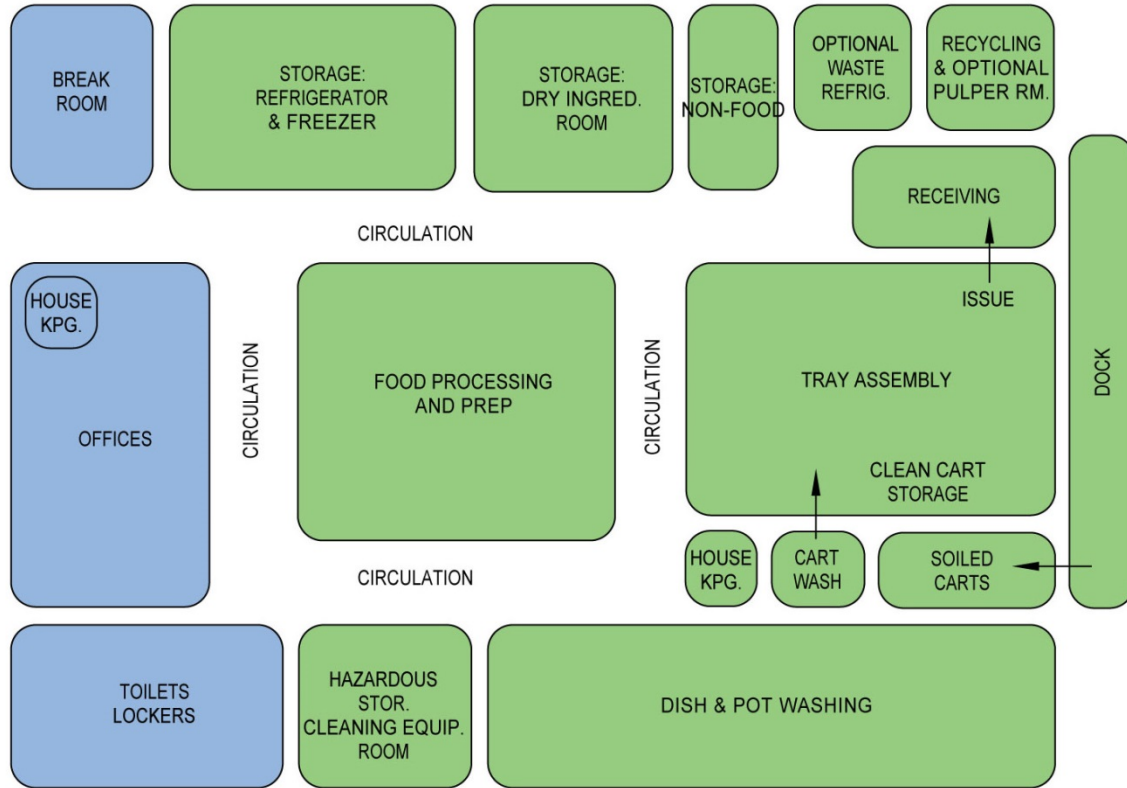 BREAK
ROOM
STORAGE:
REFRIGERATOR
& FREEZER
STORAGE:
DRY INGRED.
ROOM
STORAGE:
NON-FOOD
OPTIONAL
WASTE
REFRIG.
RECYCLING
& OPTIONAL
PULPER RM.
RECEIVING
CIRCULATION
HOUSE
KPG.
OFFICES
CIRCULATION
FOOD PROCESSING
AND PREP
CIRCULATION
ISSUE
TRAY ASSEMBLY
CLEAN CART
STORAGE
DOCK
CIRCULATION
HOUSE
KPG.
CART
WASH
SOILED
CARTS
TOILETS
LOCKERS
HAZARDOUS
STOR.
CLEANING EQUIP.
ROOM
DISH & POT WASHING